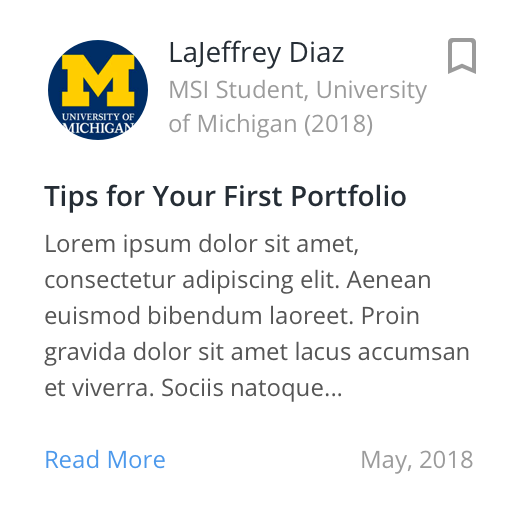 LaJeffrey Diaz
MSI Student, University
of Michigan (2018)
M
UNIVERSITY OF
MICHIGAN
Tips for Your First Portfolio
Lorem ipsum dolor sit amet,
consectetur adipiscing elit. Aenean
euismod bibendum laoreet. Proin
gravida dolor sit amet lacus accumsan
et viverra. Sociis natoque...
Read More
May, 2018